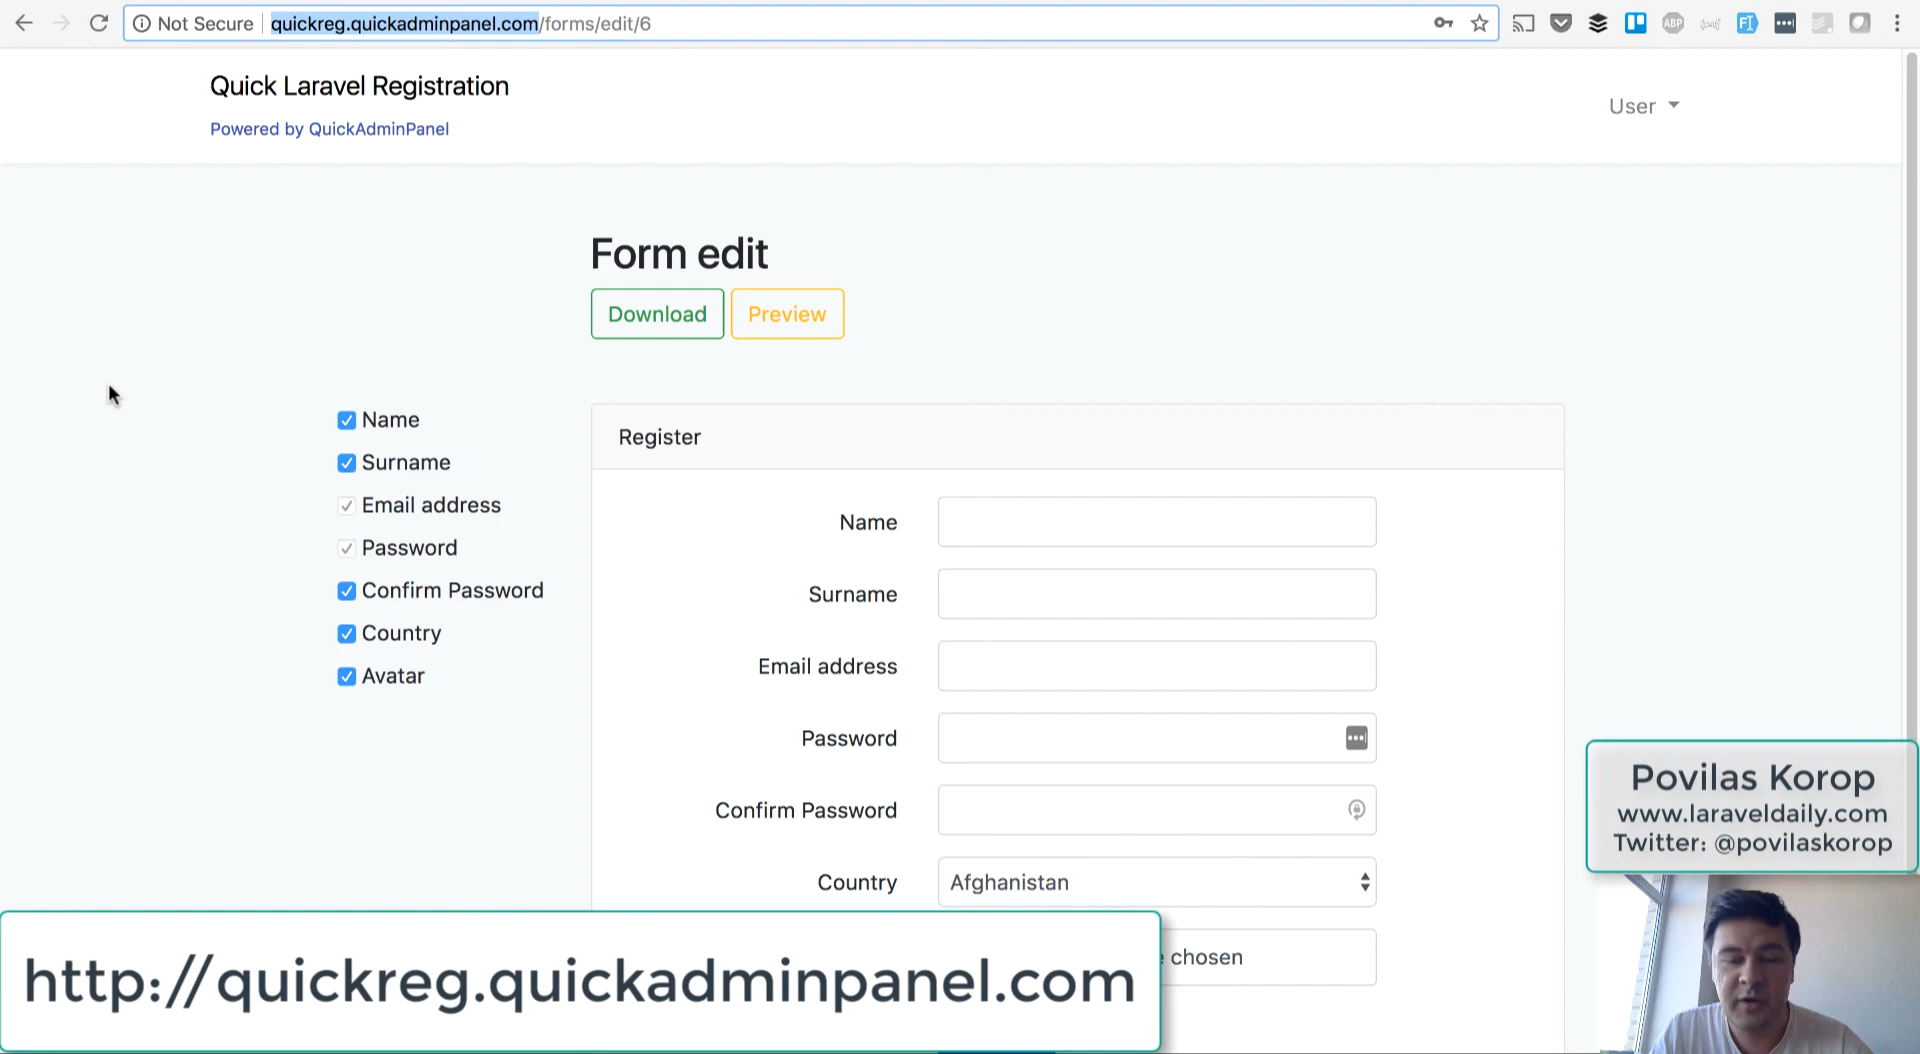 Not Secure quickreg.quickadminpanel.com/forms/edit/6
ABP
Quick Laravel Registration
Powered by QuickAdminPanel
User
Form edit
Download Preview
Name
Surname
Email address
Password
Confirm Password
Country
Avatar
Register
Name
Surname
Email address
Password
Confirm Password
Country Afghanistan
chosen
http://quickreg.quickadminpanel.com
Povilas Korop
www.laraveldaily.com
Twitter: @povilaskorop